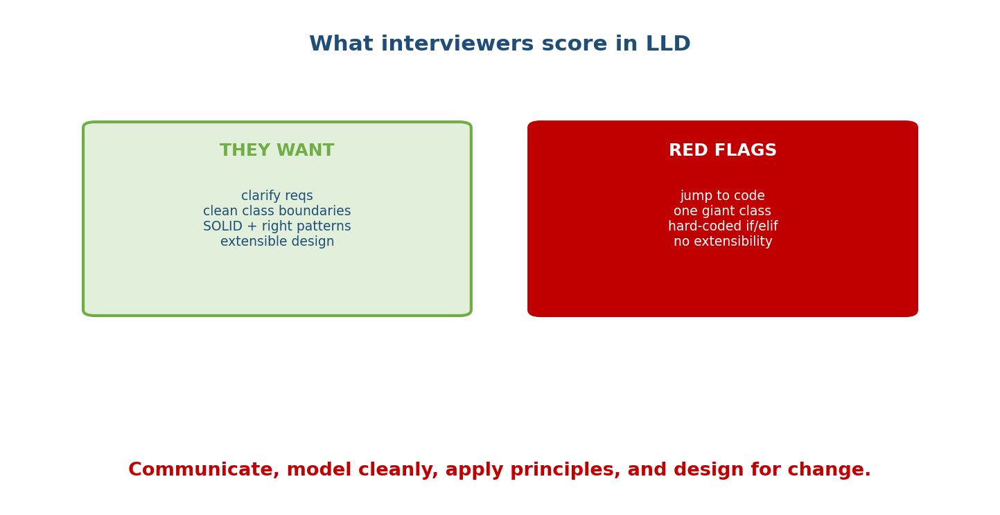 What interviewers score in LLD
THEY WANT
clarify reqs
clean class boundaries
SOLID + right patterns
extensible design
RED FLAGS
jump to code
one giant class
hard-coded if/elif
no extensibility
Communicate, model cleanly, apply principles, and design for change.